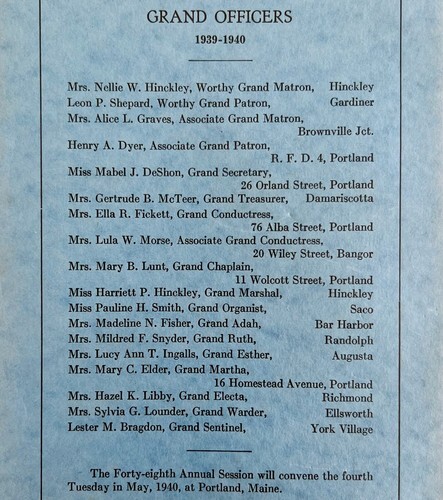 GRAND OFFICERS
1939-1940
Mrs. Nellie W. Hinckley, Worthy Grand Matron, Hinckley
Leon P. Shepard, Worthy Grand Patron, Gardiner
Mrs. Alice L. Graves, Associate Grand Matron,
Brownville Jct.
Henry A. Dyer, Associate Grand Patron,
R. F. D. 4, Portland
Miss Mabel J. DeShon, Grand Secretary,
26 Orland Street, Portland
Mrs. Gertrude B. McTeer, Grand Treasurer, Damariscotta
Mrs. Ella R. Fickett, Grand Conductress,
76 Alba Street, Portland
Mrs. Lula W. Morse, Associate Grand Conductress,
20 Wiley Street, Bangor
Mrs. Mary B. Lunt, Grand Chaplain,
11 Wolcott Street, Portland
Miss Harriett P. Hinckley, Grand Marshal, Hinckley
Miss Pauline H. Smith, Grand Organist, Saco
Mrs. Madeline N. Fisher, Grand Adah, Bar Harbor
Mrs. Mildred F. Snyder, Grand Ruth, Randolph
Mrs. Lucy Ann T. Ingalls, Grand Esther, Augusta
Mrs. Mary C. Elder, Grand Martha,
16 Homestead Avenue, Portland
Mrs. Hazel K. Libby, Grand Electa, Richmond
Mrs. Sylvia G. Lounder, Grand Warder, Ellsworth
Lester M. Bragdon, Grand Sentinel, York Village
The Forty-eighth Annual Session will convene the fourth
Tuesday in May, 1940, at Portland, Maine.